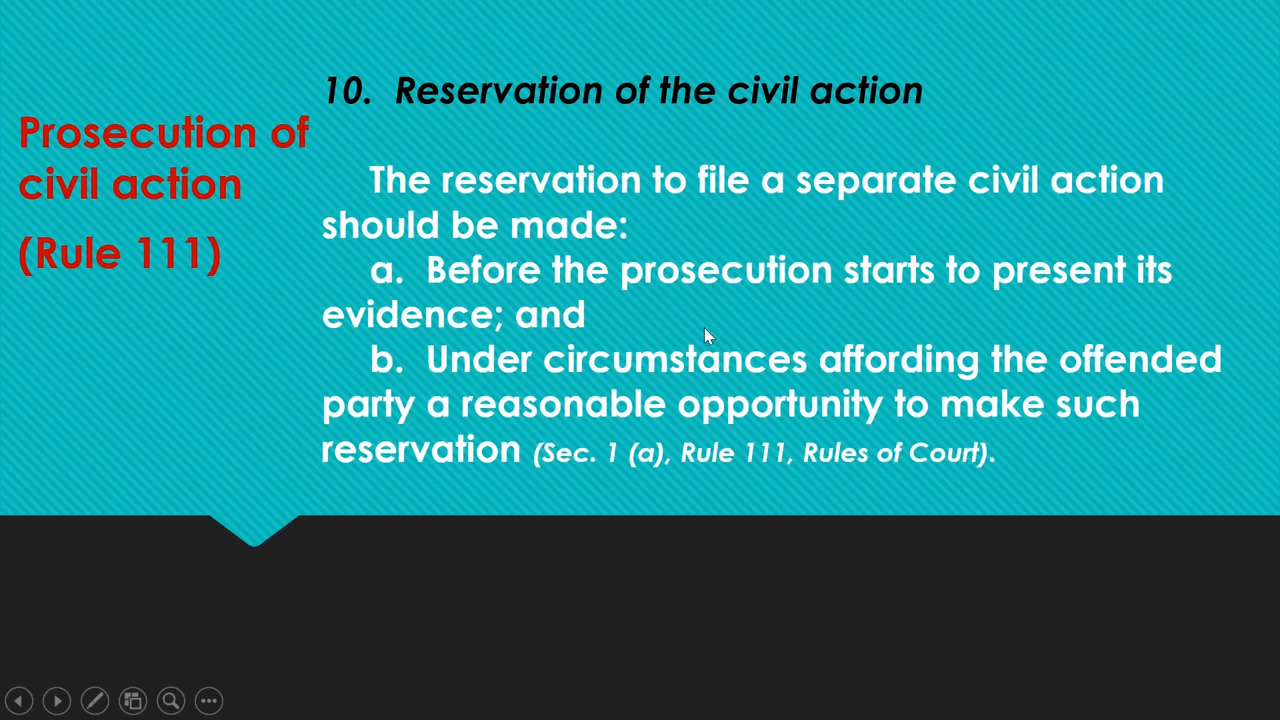 10. Reservation of the civil action
Prosecution of
civil action
(Rule 111)
The reservation to file a separate civil action
should be made:
a. Before the prosecution starts to present its
evidence; and
b. Under circumstances affording the offended
party a reasonable opportunity to make such
reservation (Sec. 1 (a), Rule 111, Rules of Court).